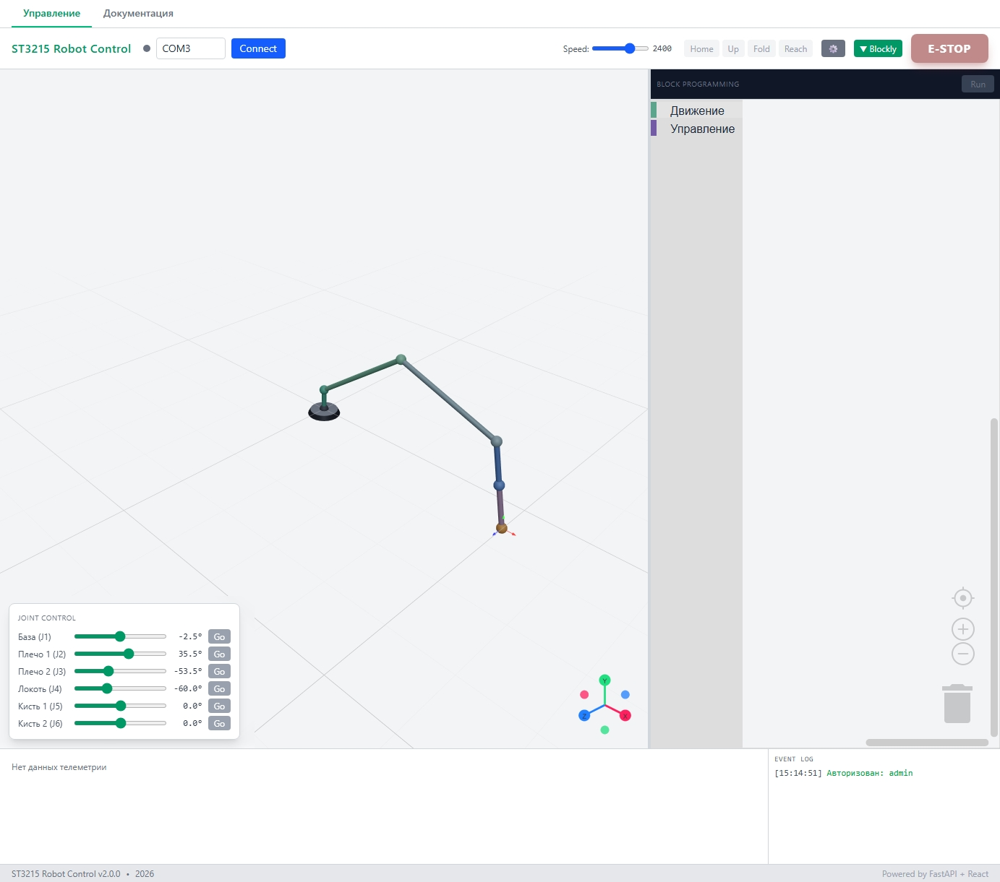 Управление Документация
ST3215 Robot Control COM3 Connect Speed: 2400 Home Up Fold Reach ▼ Blockly E-STOP
BLOCK PROGRAMMING Run
Движение
Управление
JOINT CONTROL
База (J1) -2.5° Go
Плечо 1 (J2) 35.5° Go
Плечо 2 (J3) -53.5° Go
Локоть (J4) -60.0° Go
Кисть 1 (J5) 0.0° Go
Кисть 2 (J6) 0.0° Go
Y
Z X
Нет данных телеметрии
EVENT LOG
[15:14:51] Авторизован: admin
ST3215 Robot Control v2.0.0 • 2026 Powered by FastAPI + React